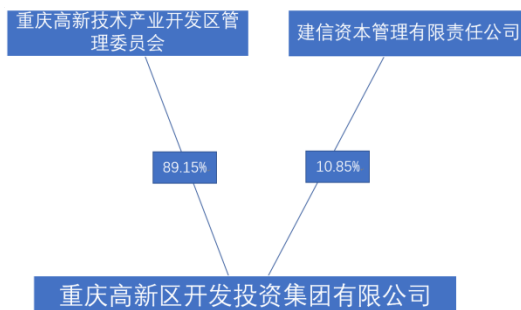 重庆高新技术产业开发区管
理委员会
建信资本管理有限责任公司
89.15%
10.85%
重庆高新区开发投资集团有限公司